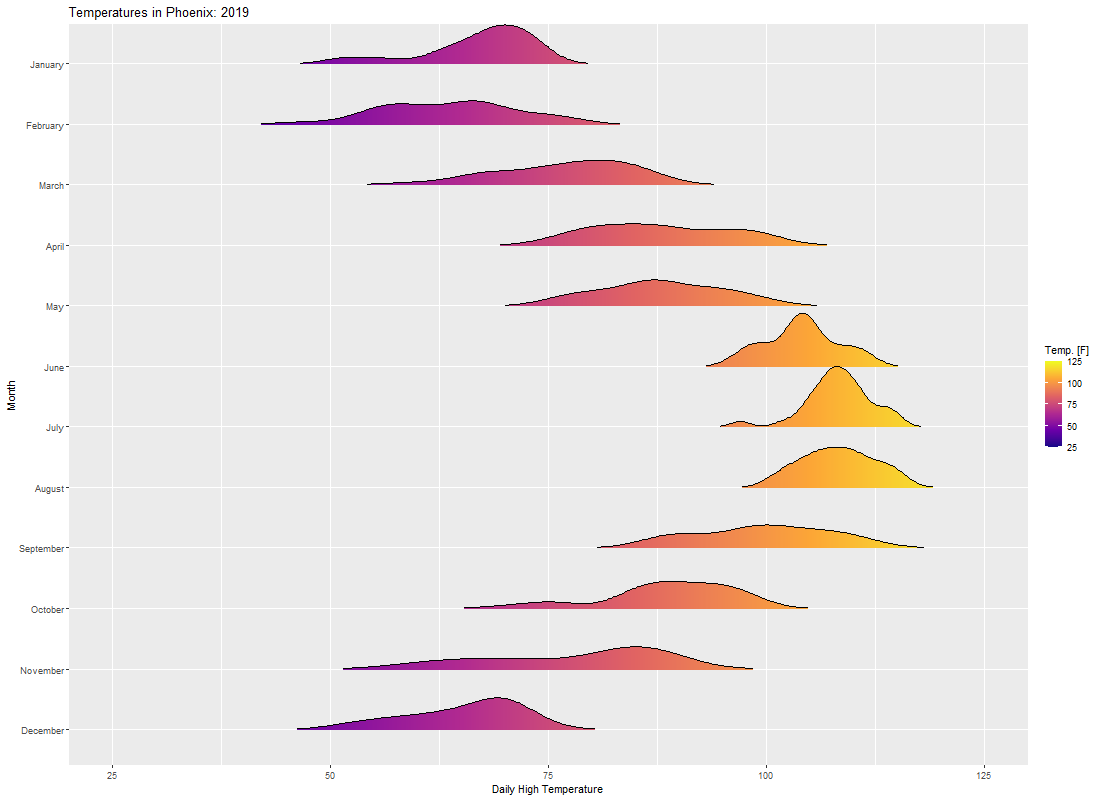 Temperatures in Phoenix: 2019
January
February
March
April
May
June
July
August
September
October
November
December
Month
25
50
75
100
125
Daily High Temperature
Temp. [F]
125
100
75
50
25